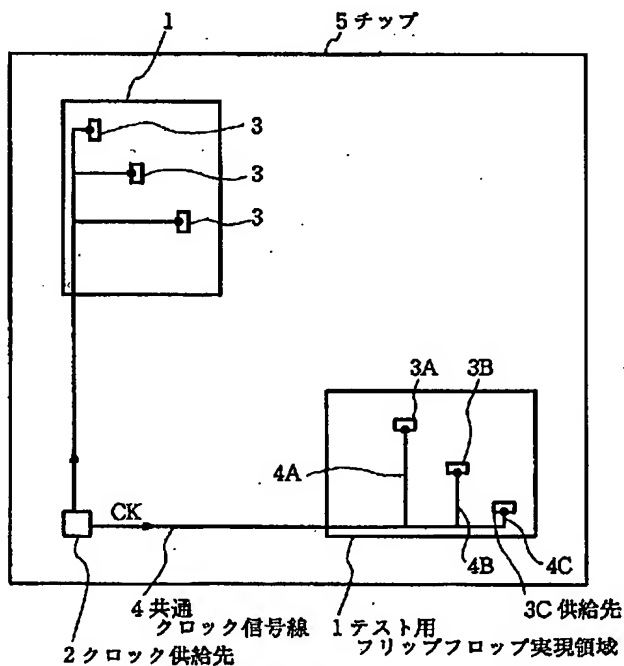 5 チップ
1
3
3
3
3A
3B
4A
CK
4B
4C
3C 供給先
4 共通
クロック信号線
1 テスト用
フリップフロップ実現領域
2 クロック供給先